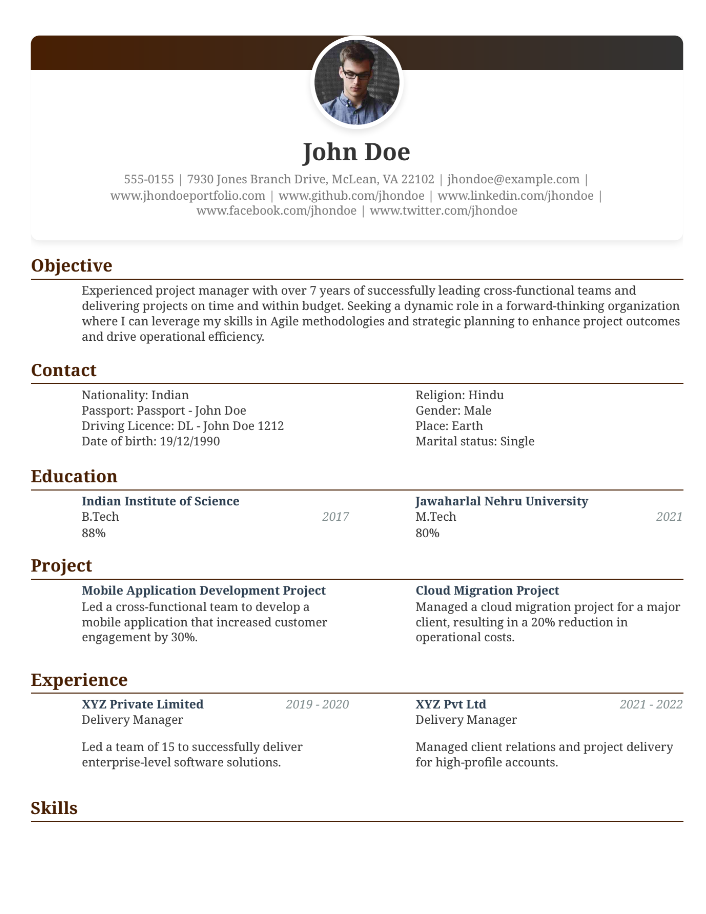 John Doe
555-0155 | 7930 Jones Branch Drive, McLean, VA 22102 | jhondoe@example.com |
www.jhondoeportfolio.com | www.github.com/jhondoe | www.linkedin.com/jhondoe |
www.facebook.com/jhondoe | www.twitter.com/jhondoe
Objective
Experienced project manager with over 7 years of successfully leading cross-functional teams and
delivering projects on time and within budget. Seeking a dynamic role in a forward-thinking organization
where I can leverage my skills in Agile methodologies and strategic planning to enhance project outcomes
and drive operational efficiency.
Contact
Nationality: Indian
Passport: Passport - John Doe
Driving Licence: DL - John Doe 1212
Date of birth: 19/12/1990
Religion: Hindu
Gender: Male
Place: Earth
Marital status: Single
Education
Indian Institute of Science
B.Tech 2017
88%
Jawaharlal Nehru University
M.Tech 2021
80%
Project
Mobile Application Development Project
Led a cross-functional team to develop a
mobile application that increased customer
engagement by 30%.
Cloud Migration Project
Managed a cloud migration project for a major
client, resulting in a 20% reduction in
operational costs.
Experience
XYZ Private Limited 2019 - 2020
Delivery Manager
Led a team of 15 to successfully deliver
enterprise-level software solutions.
XYZ Pvt Ltd 2021 - 2022
Delivery Manager
Managed client relations and project delivery
for high-profile accounts.
Skills